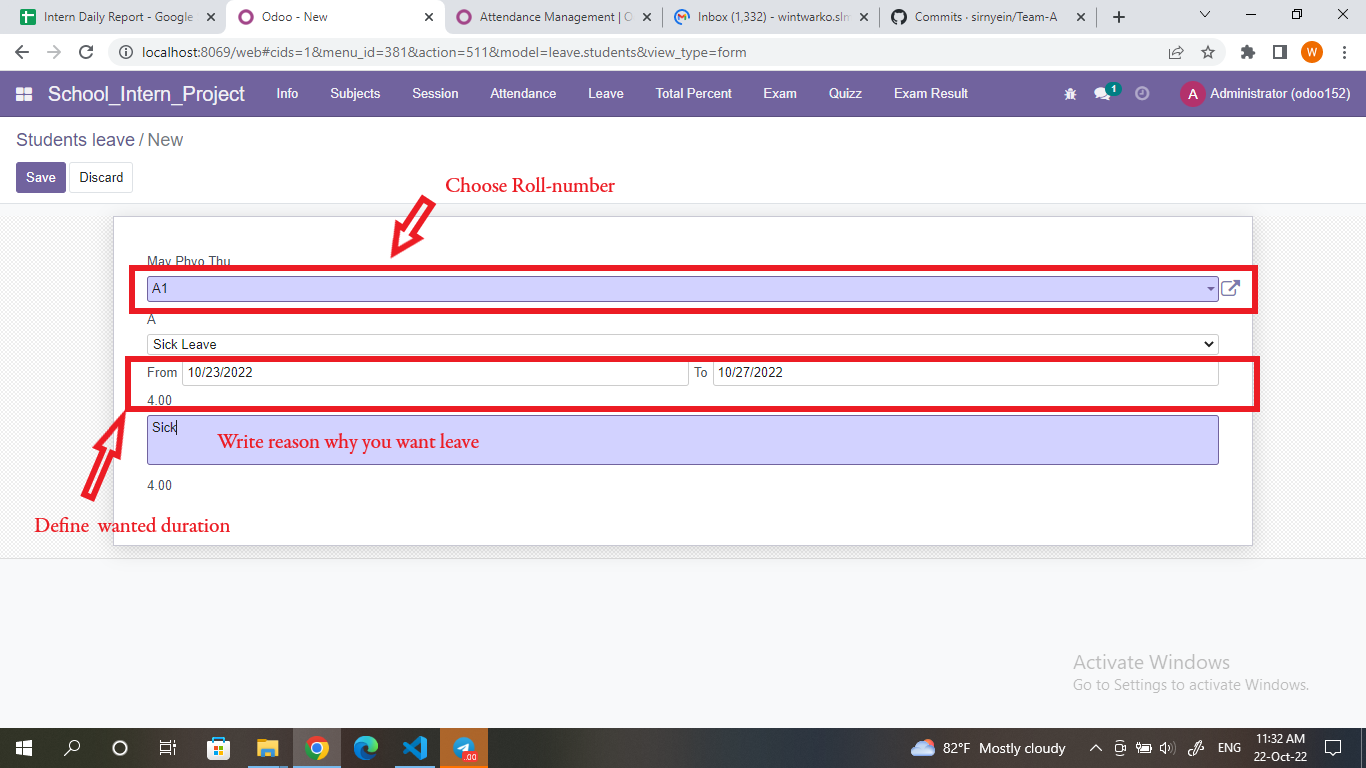 Intern Daily Report - Google
Odoo - New
Attendance Management | O
Inbox (1,332) - wintwarko.slm
Commits · sirnyein/Team-A
localhost:8069/web#cids=1&menu_id=381&action=511&model=leave.students&view_type=form
W
School_Intern_Project
Info
Subjects
Session
Attendance
Leave
Total Percent
Exam
Quizz
Exam Result
1
A
Administrator (odoo152)
Students leave / New
Save
Discard
Choose Roll-number
May Phyo Thu
A1
A
Sick Leave
From 10/23/2022 To 10/27/2022
4.00
Sick
Write reason why you want leave
4.00
Define wanted duration
Activate Windows
Go to Settings to activate Windows.
82°F Mostly cloudy
ENG
11:32 AM
22-Oct-22
.00